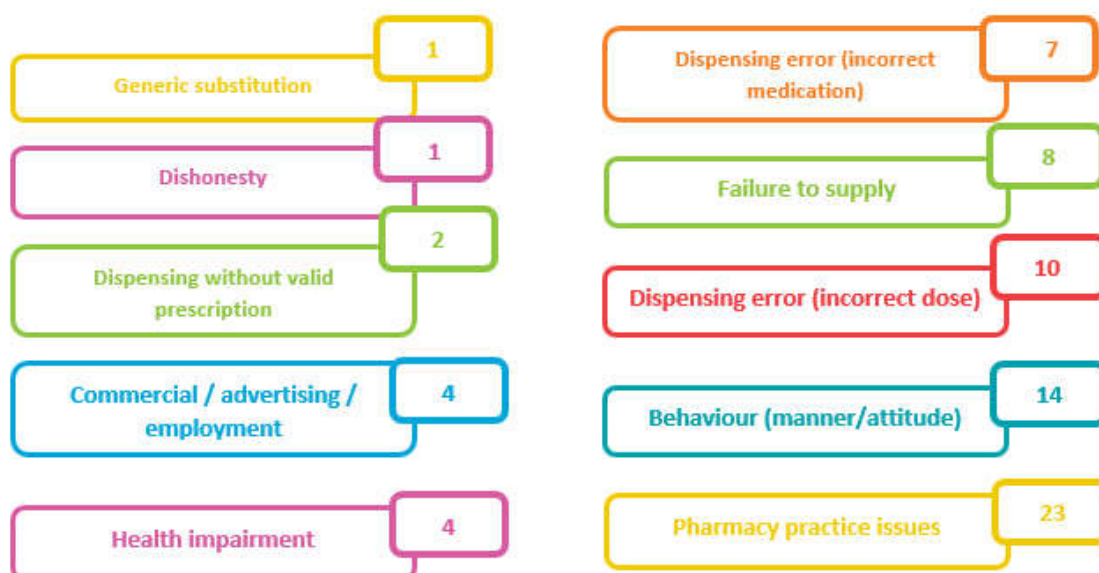 1
Generic substitution
1
Dishonesty
2
Dispensing without valid
prescription
4
Commercial / advertising /
employment
4
Health impairment
7
Dispensing error (incorrect
medication)
8
Failure to supply
10
Dispensing error (incorrect dose)
14
Behaviour (manner/attitude)
23
Pharmacy practice issues